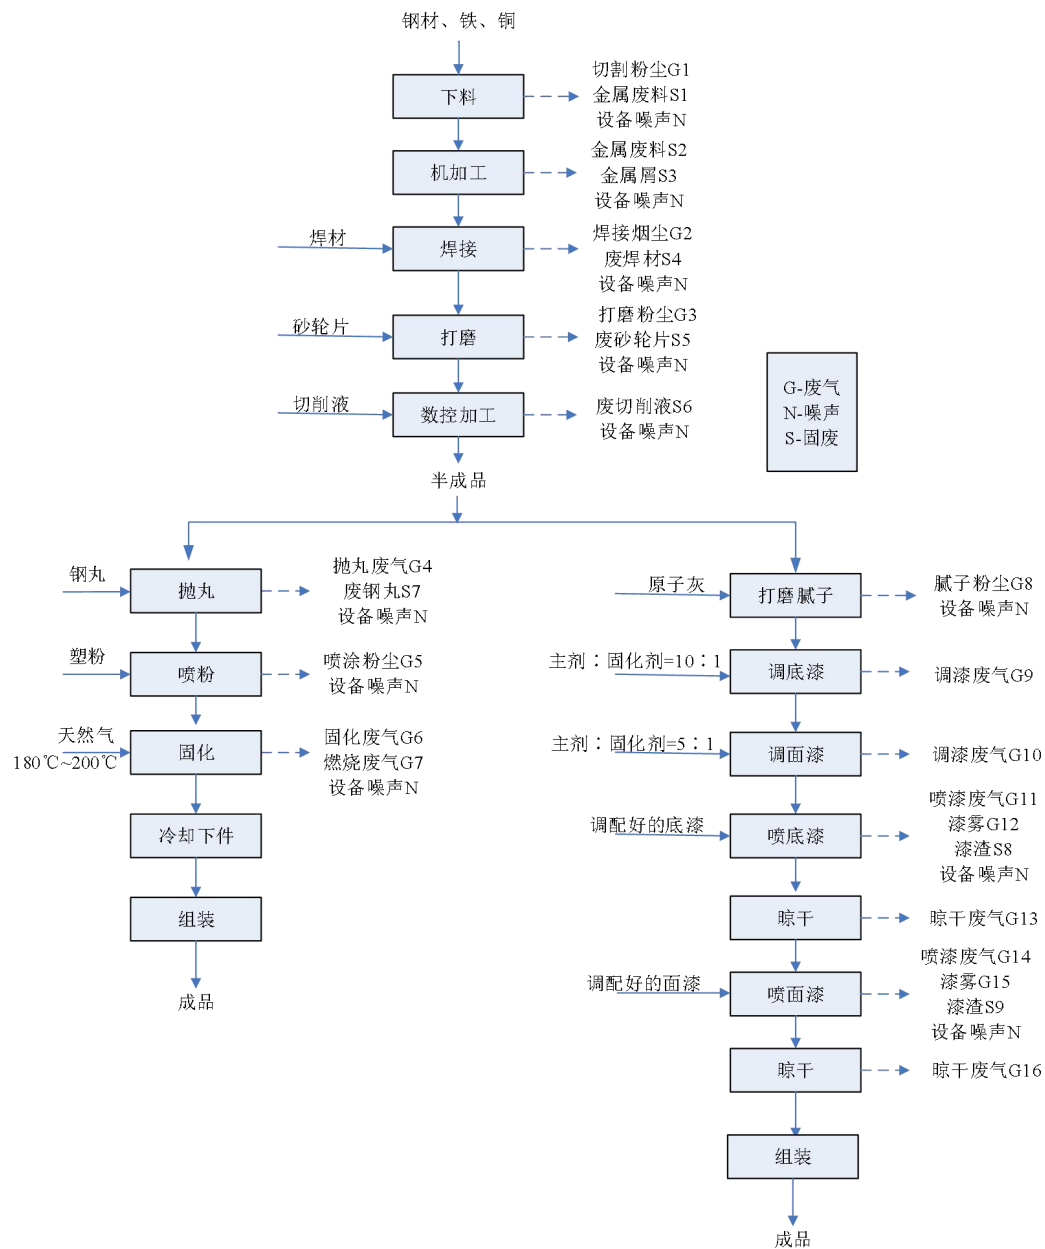 钢材、铁、铜
下料
切割粉尘G1
金属废料S1
设备噪声N
机加工
金属废料S2
金属屑S3
设备噪声N
焊材
焊接
焊接烟尘G2
废焊材S4
设备噪声N
砂轮片
打磨
打磨粉尘G3
废砂轮片S5
设备噪声N
切削液
数控加工
废切削液S6
设备噪声N
G-废气
N-噪声
S-固废
半成品
钢丸
抛丸
抛丸废气G4
废钢丸S7
设备噪声N
塑粉
喷粉
喷涂粉尘G5
设备噪声N
天然气
180℃~200℃
固化
固化废气G6
燃烧废气G7
设备噪声N
冷却下件
组装
成品
原子灰
打磨腻子
腻子粉尘G8
设备噪声N
主剂：固化剂=10：1
调底漆
调漆废气G9
主剂：固化剂=5：1
调面漆
调漆废气G10
调配好的底漆
喷底漆
喷漆废气G11
漆雾G12
漆渣S8
设备噪声N
晾干
晾干废气G13
调配好的面漆
喷面漆
喷漆废气G14
漆雾G15
漆渣S9
设备噪声N
晾干
晾干废气G16
组装
成品